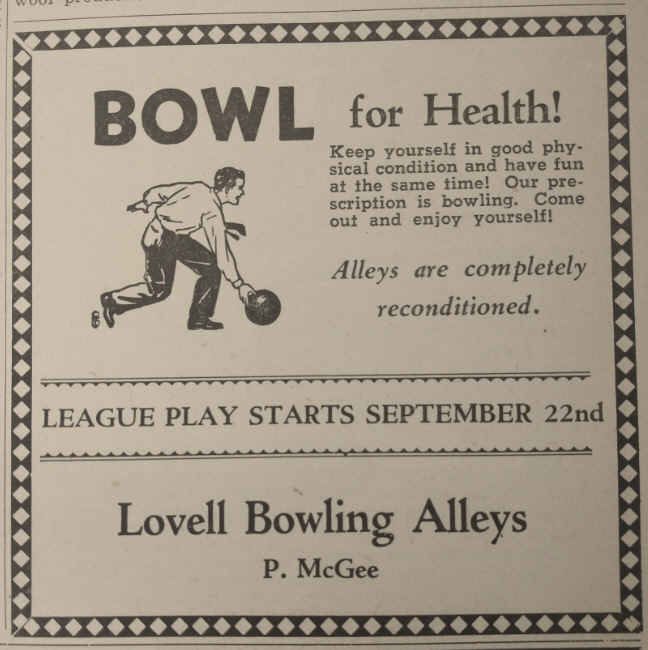 BOWL for Health!
Keep yourself in good phy-
sical condition and have fun
at the same time! Our pre-
scription is bowling. Come
out and enjoy yourself!
Alleys are completely
reconditioned.
LEAGUE PLAY STARTS SEPTEMBER 22nd
Lovell Bowling Alleys
P. McGee